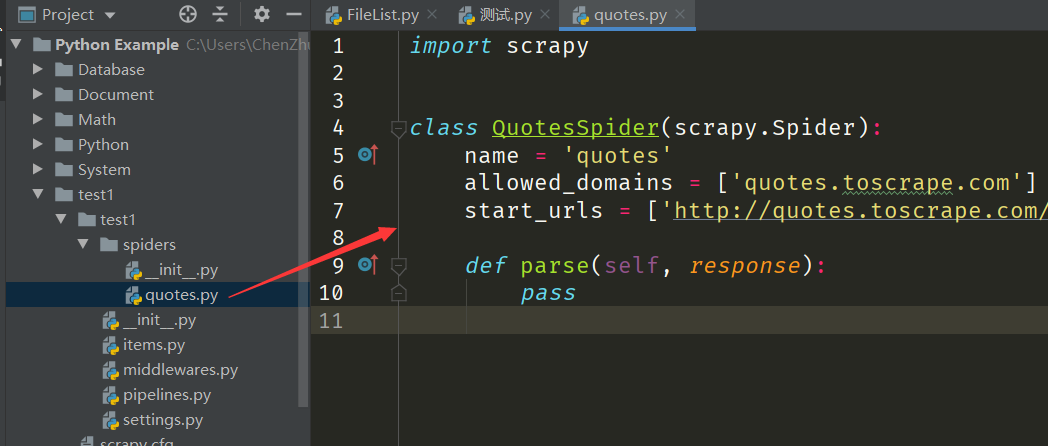 Project
Python Example C:\Users\ChenZhu
Database
Document
Math
Python
System
test1
test1
spiders
__init__.py
quotes.py
__init__.py
items.py
middlewares.py
pipelines.py
settings.py
scrapy.cfg
FileList.py
测试.py
quotes.py
1 import scrapy
2
3
4 class QuotesSpider(scrapy.Spider):
5 name = 'quotes'
6 allowed_domains = ['quotes.toscrape.com']
7 start_urls = ['http://quotes.toscrape.com/
8
9 def parse(self, response):
10 pass
11